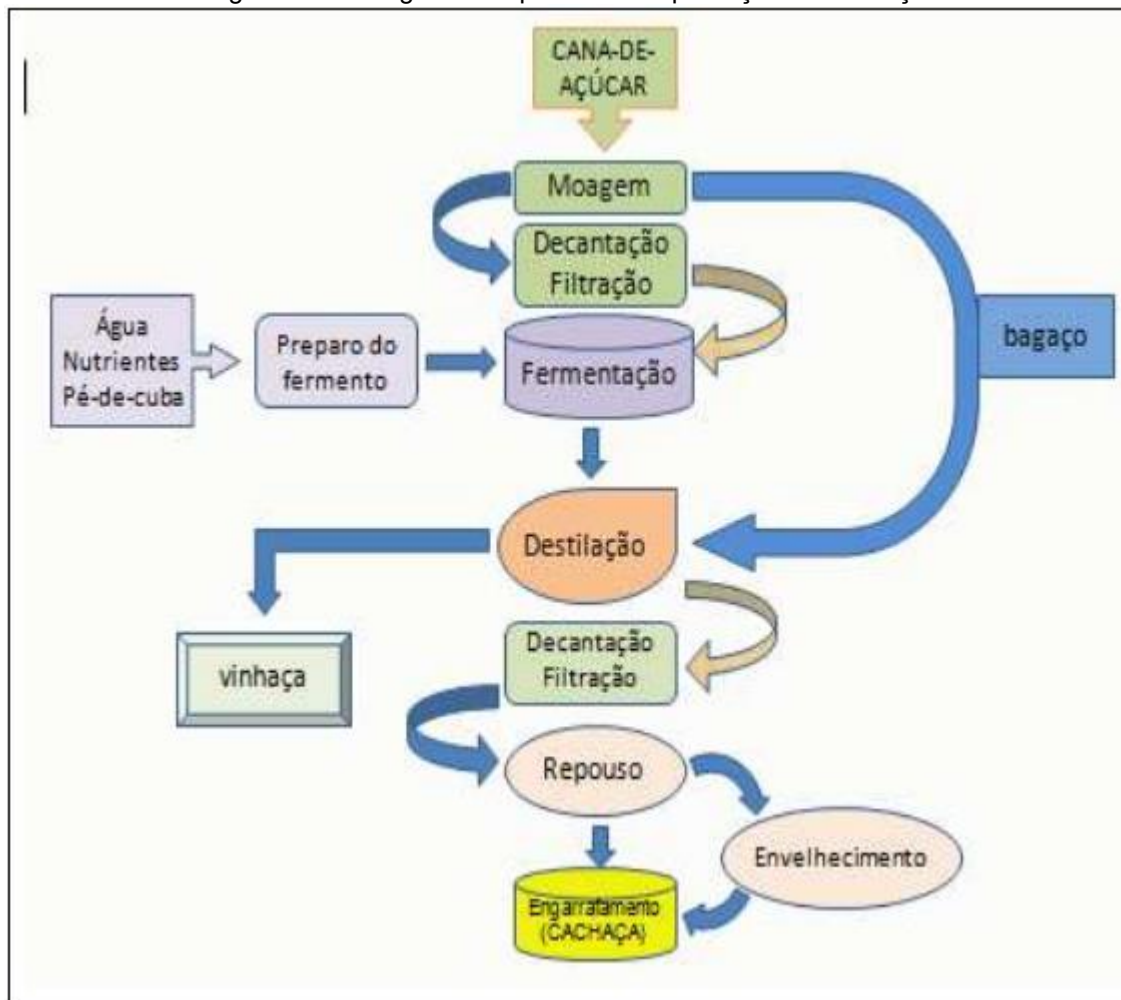 CANA-DE-
AÇÚCAR
Moagem
Decantação
Filtração
bagaço
Água
Nutrientes
Pé-de-cuba
Preparo do
fermento
Fermentação
Destilação
vinhaça
Decantação
Filtração
Repouso
Envelhecimento
Engarrafamento
(CACHAÇA)